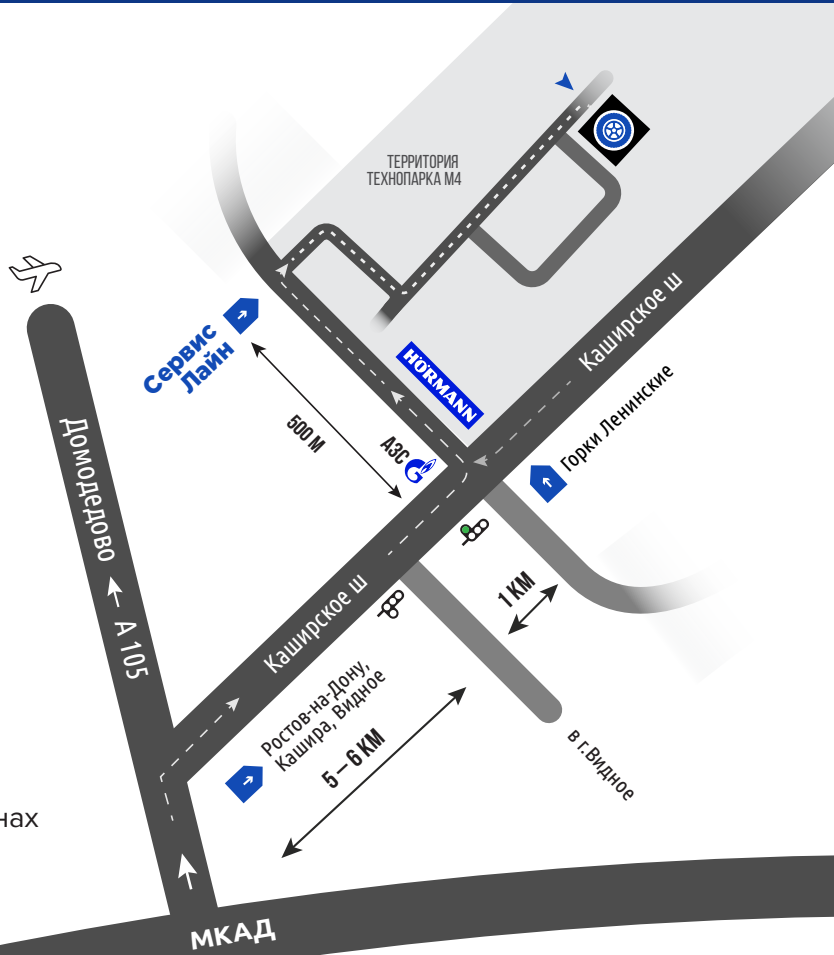 ТЕРРИТОРИЯ
ТЕХНОПАРКА М4
Сервис
Лайн
HÖRMANN
Каширское ш
Горки Ленинские
500 М
АЗС
Домодедово
А 105
Каширское ш
1 КМ
Ростов-на-Дону,
Кашира, Видное
5 – 6 КМ
в г.Видное
нах
МКАД